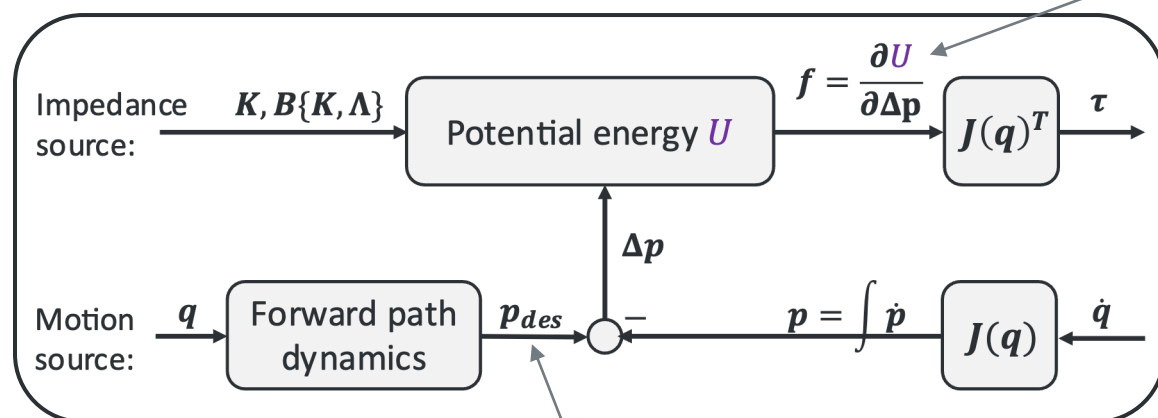 Impedance
source:
K, B{K, Λ}
Potential energy U
f = ∂U/∂Δp
J(q)^T
τ
Δp
Motion
source:
q
Forward path
dynamics
p_des
−
p = ∫ ṗ
J(q)
q̇